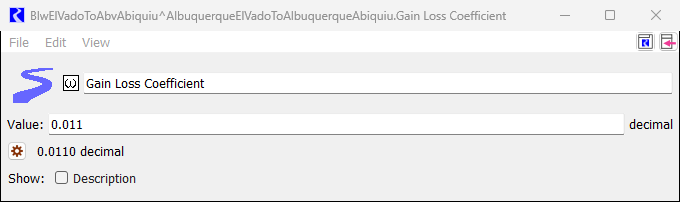 BlwElVadoToAbvAbiquiu^AlbuquerqueElVadoToAlbuquerqueAbiquiu.Gain Loss Coefficient
File Edit View
ω Gain Loss Coefficient
Value: 0.011 decimal
0.0110 decimal
Show: Description